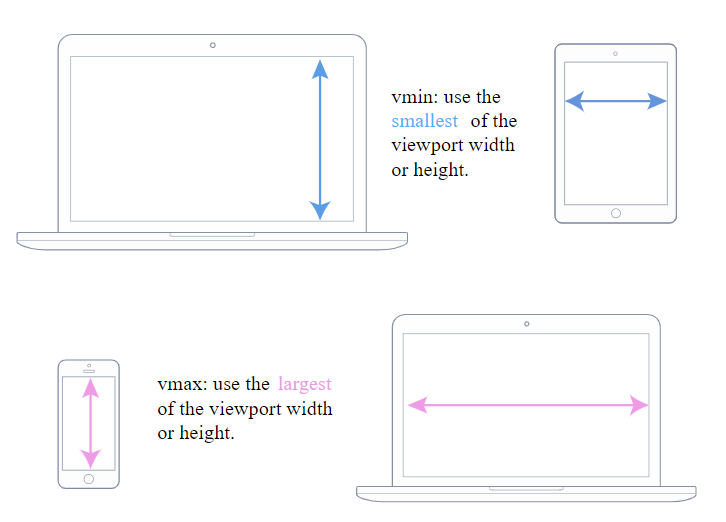 vmin: use the
smallest of the
viewport width
or height.
vmax: use the largest
of the viewport width
or height.